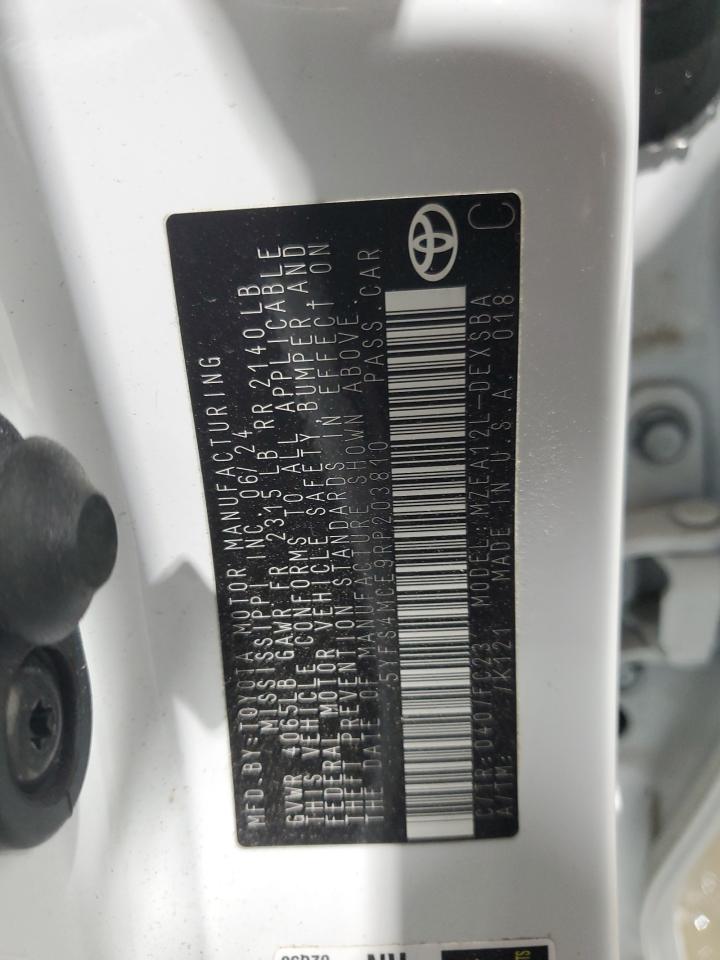 MFD.BY:TOYOTA MOTOR MANUFACTURING
MISSISSIPPI INC. 06/24
GVWR 4065LB GAWR FR 2315 LB RR 2140 LB
THIS VEHICLE CONFORMS TO ALL APPLICABLE
FEDERAL MOTOR VEHICLE SAFETY, BUMPER, AND
THEFT PREVENTION STANDARDS IN EFFECT ON
THE DATE OF MANUFACTURE SHOWN ABOVE.
5YFS4MCE9RP203810 PASS.CAR
C/TR:040/FC23 MODEL:MZEA12L-DEXSBA
A/TM: /K121 MADE IN U.S.A. 018
C